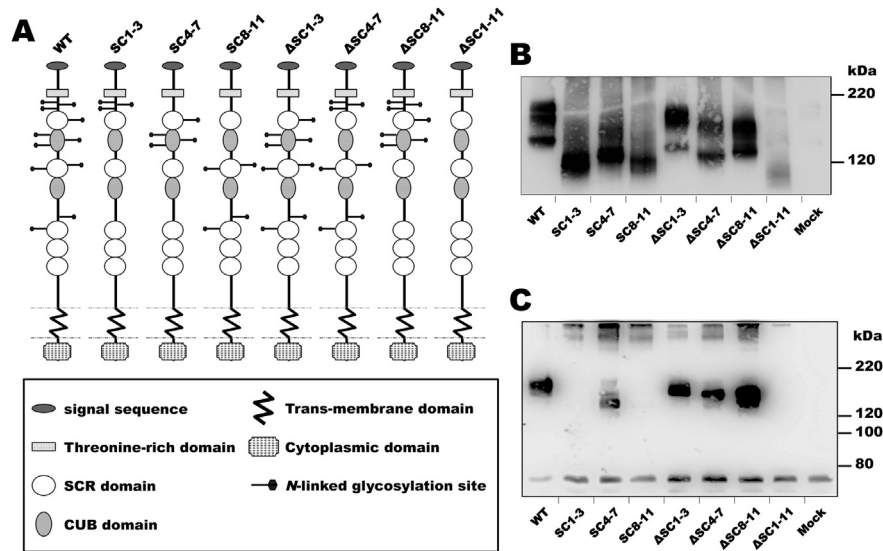 A
WT
SC1-3
SC4-7
SC8-11
ΔSC1-3
ΔSC4-7
ΔSC8-11
ΔSC1-11
signal sequence
Threonine-rich domain
SCR domain
CUB domain
Trans-membrane domain
Cytoplasmic domain
N-linked glycosylation site
B
kDa
220
120
WT
SC1-3
SC4-7
SC8-11
ΔSC1-3
ΔSC4-7
ΔSC8-11
ΔSC1-11
Mock
C
kDa
220
120
100
80
WT
SC1-3
SC4-7
SC8-11
ΔSC1-3
ΔSC4-7
ΔSC8-11
ΔSC1-11
Mock